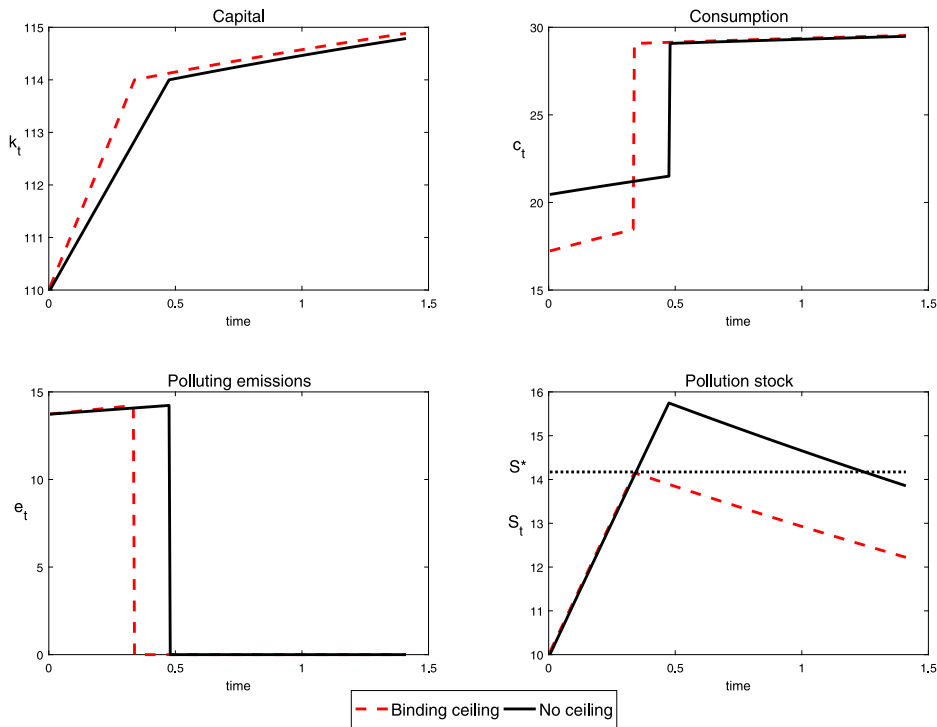 Capital
115
114
113
k_t
112
111
110
0
0.5
1
1.5
time
Consumption
30
25
c_t
20
15
0
0.5
1
1.5
time
Polluting emissions
15
10
e_t
5
0
0
0.5
1
1.5
time
Pollution stock
16
15
S*
14
S_t
13
12
11
10
0
0.5
1
1.5
time
Binding ceiling No ceiling